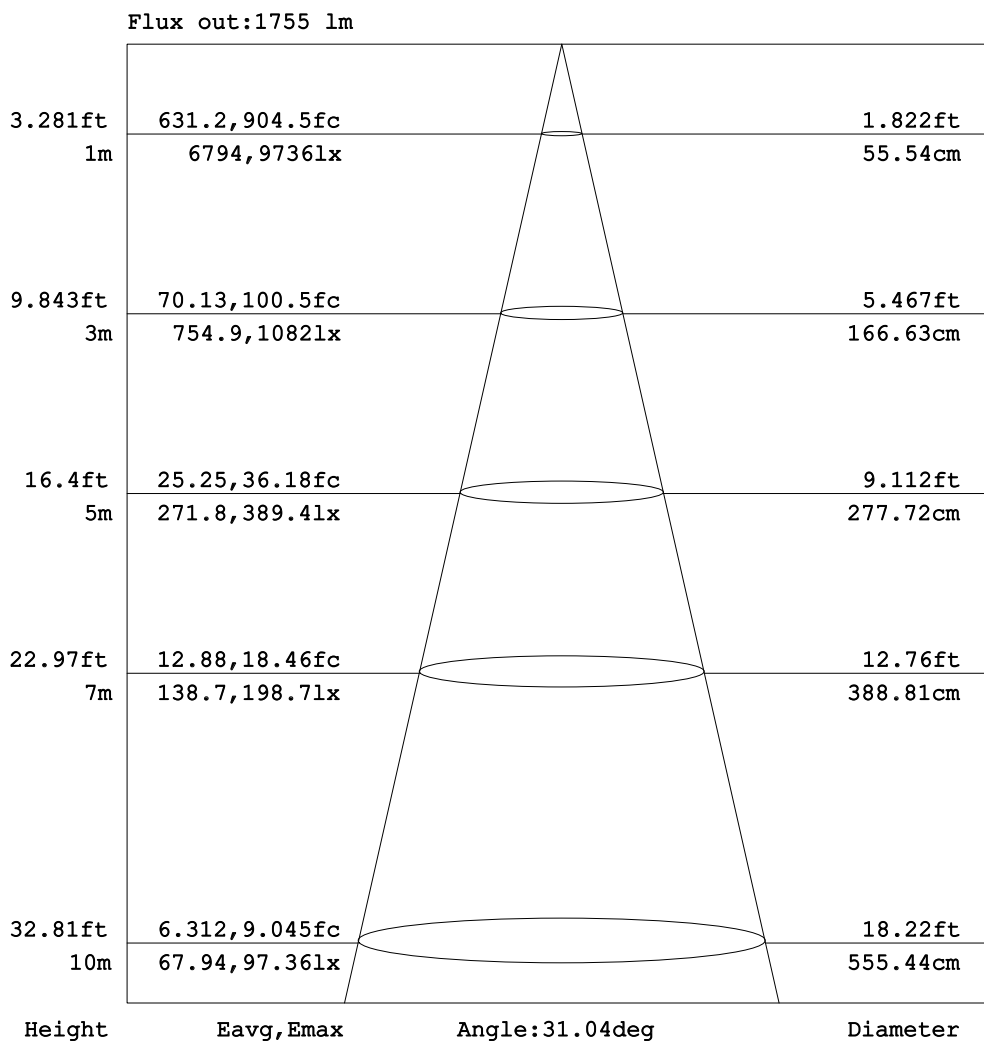 Flux out:1755 lm
3.281ft 631.2,904.5fc 1.822ft
1m 6794,9736lx 55.54cm
9.843ft 70.13,100.5fc 5.467ft
3m 754.9,1082lx 166.63cm
16.4ft 25.25,36.18fc 9.112ft
5m 271.8,389.4lx 277.72cm
22.97ft 12.88,18.46fc 12.76ft
7m 138.7,198.7lx 388.81cm
32.81ft 6.312,9.045fc 18.22ft
10m 67.94,97.36lx 555.44cm
Height Eavg,Emax Angle:31.04deg Diameter